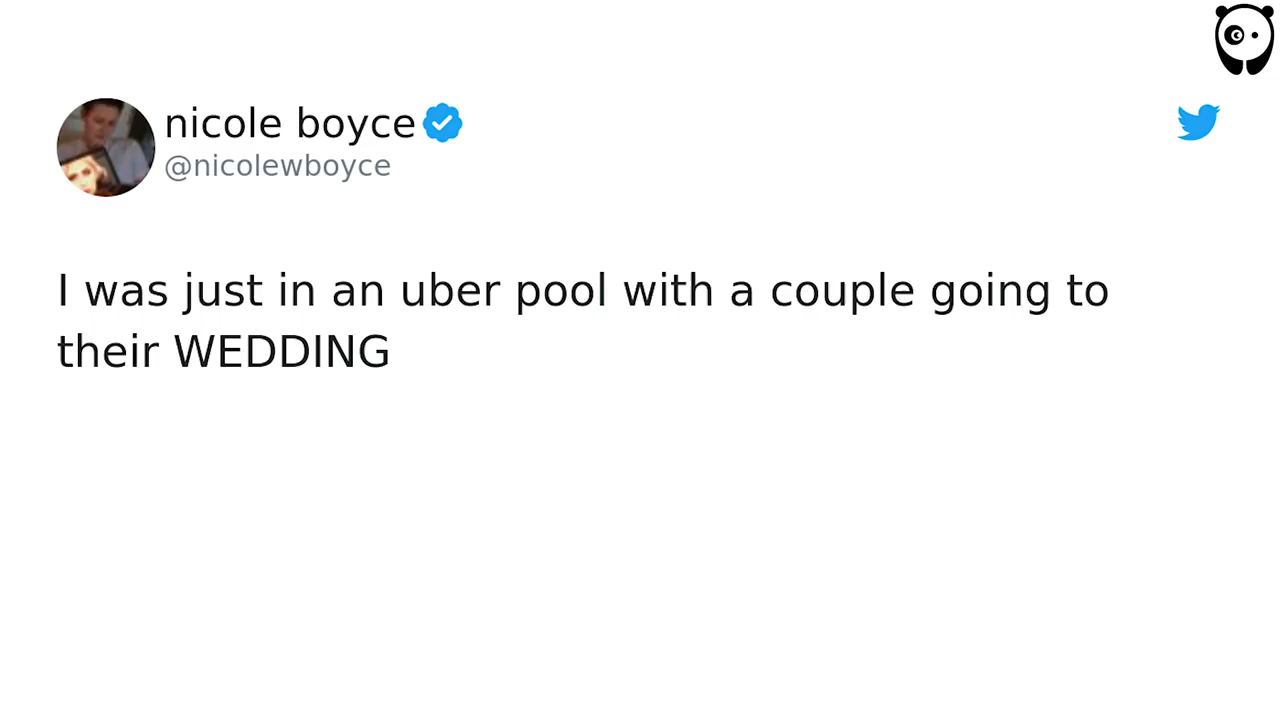 nicole boyce
@nicolewboyce
I was just in an uber pool with a couple going to
their WEDDING